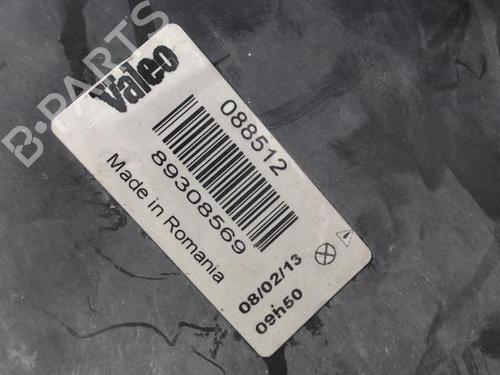 B-PARTS
Valeo
088512
89308569
Made in Romania
08/02/13
09h50